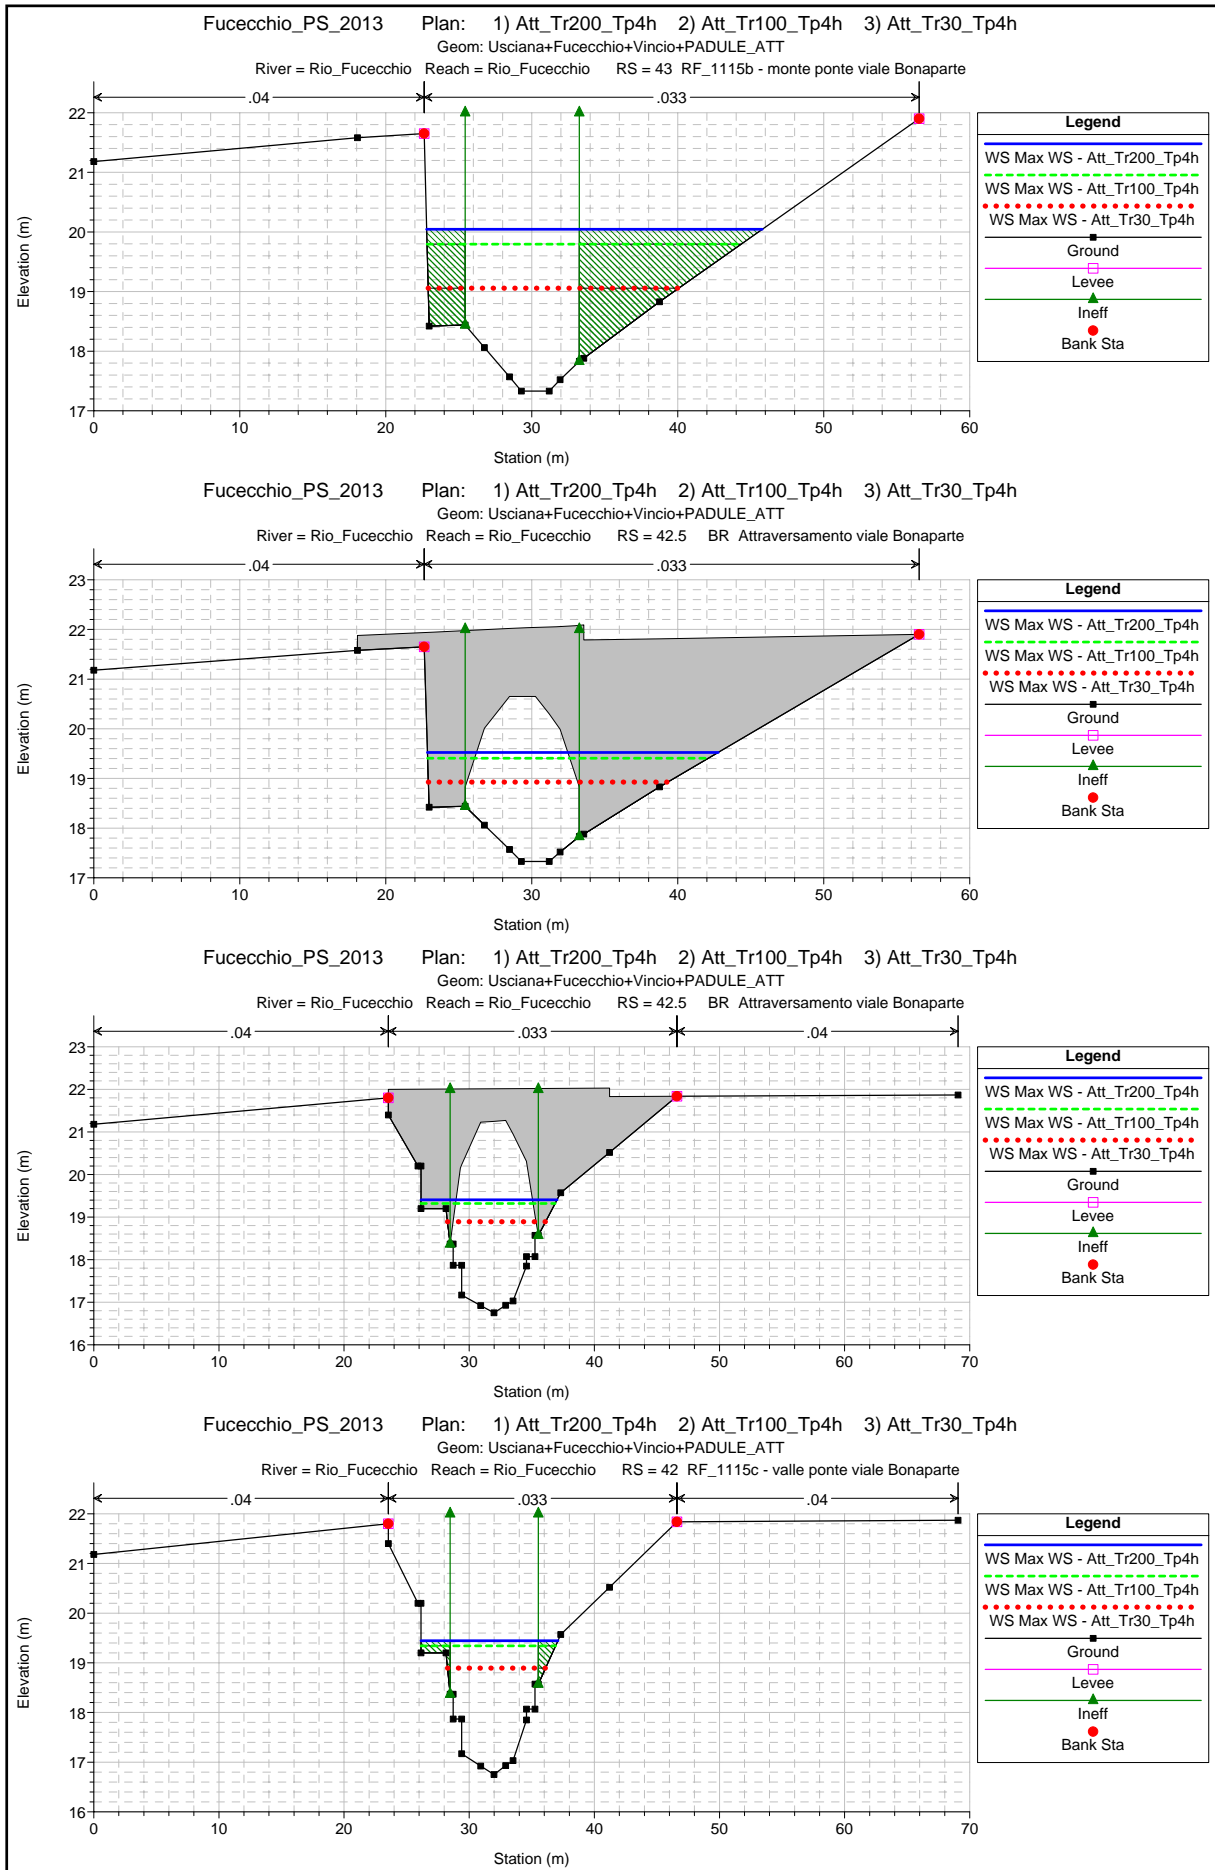 Fucecchio_PS_2013 Plan: 1) Att_Tr200_Tp4h 2) Att_Tr100_Tp4h 3) Att_Tr30_Tp4h
Geom: Usciana+Fucecchio+Vincio+PADULE_ATT
River = Rio_Fucecchio Reach = Rio_Fucecchio RS = 43 RF_1115b - monte ponte viale Bonaparte
.04 .033
22
21
20
19
18
17
Elevation (m)
0 10 20 30 40 50 60
Station (m)
Legend
WS Max WS - Att_Tr200_Tp4h
WS Max WS - Att_Tr100_Tp4h
WS Max WS - Att_Tr30_Tp4h
Ground
Levee
Ineff
Bank Sta
Fucecchio_PS_2013 Plan: 1) Att_Tr200_Tp4h 2) Att_Tr100_Tp4h 3) Att_Tr30_Tp4h
Geom: Usciana+Fucecchio+Vincio+PADULE_ATT
River = Rio_Fucecchio Reach = Rio_Fucecchio RS = 42.5 BR Attraversamento viale Bonaparte
.04 .033
23
22
21
20
19
18
17
Elevation (m)
0 10 20 30 40 50 60
Station (m)
Legend
WS Max WS - Att_Tr200_Tp4h
WS Max WS - Att_Tr100_Tp4h
WS Max WS - Att_Tr30_Tp4h
Ground
Levee
Ineff
Bank Sta
Fucecchio_PS_2013 Plan: 1) Att_Tr200_Tp4h 2) Att_Tr100_Tp4h 3) Att_Tr30_Tp4h
Geom: Usciana+Fucecchio+Vincio+PADULE_ATT
River = Rio_Fucecchio Reach = Rio_Fucecchio RS = 42.5 BR Attraversamento viale Bonaparte
.04 .033 .04
23
22
21
20
19
18
17
16
Elevation (m)
0 10 20 30 40 50 60 70
Station (m)
Legend
WS Max WS - Att_Tr200_Tp4h
WS Max WS - Att_Tr100_Tp4h
WS Max WS - Att_Tr30_Tp4h
Ground
Levee
Ineff
Bank Sta
Fucecchio_PS_2013 Plan: 1) Att_Tr200_Tp4h 2) Att_Tr100_Tp4h 3) Att_Tr30_Tp4h
Geom: Usciana+Fucecchio+Vincio+PADULE_ATT
River = Rio_Fucecchio Reach = Rio_Fucecchio RS = 42 RF_1115c - valle ponte viale Bonaparte
.04 .033 .04
22
21
20
19
18
17
16
Elevation (m)
0 10 20 30 40 50 60 70
Station (m)
Legend
WS Max WS - Att_Tr200_Tp4h
WS Max WS - Att_Tr100_Tp4h
WS Max WS - Att_Tr30_Tp4h
Ground
Levee
Ineff
Bank Sta